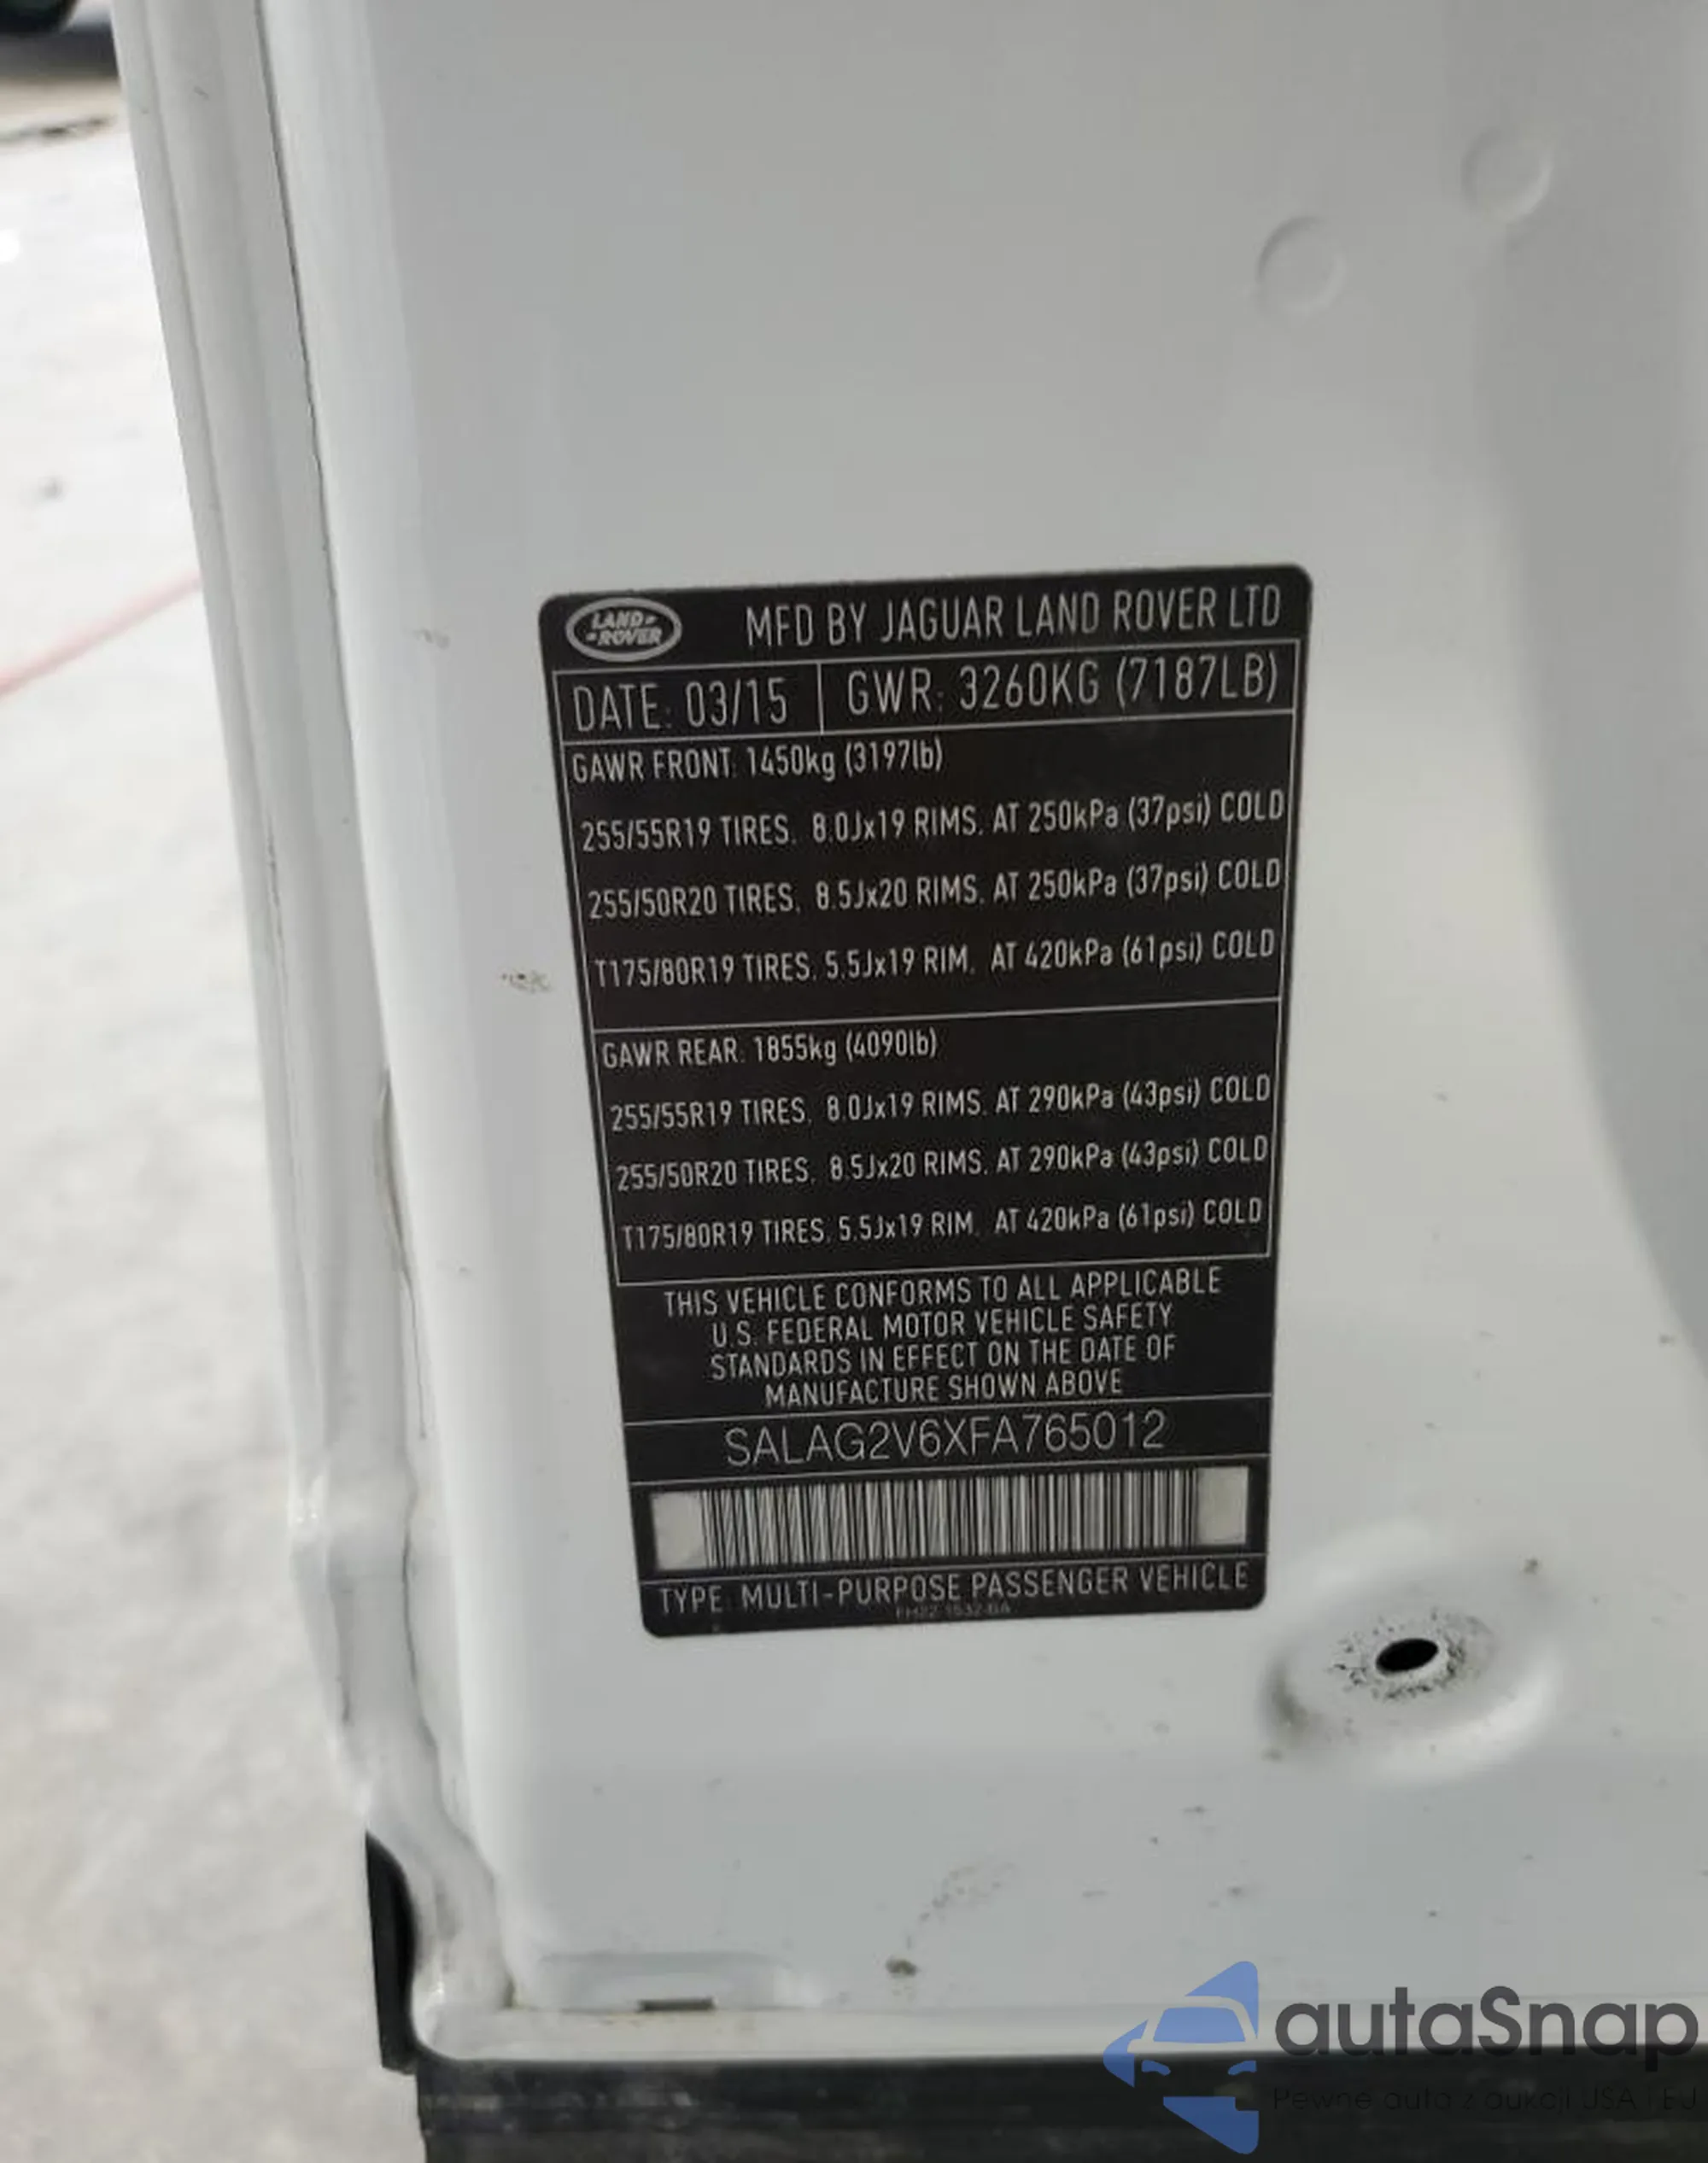 LAND-
-ROVER
MFD BY JAGUAR LAND ROVER LTD
DATE: 03/15
GWR: 3260KG (7187LB)
GAWR FRONT: 1450kg (3197lb)
255/55R19 TIRES, 8.0Jx19 RIMS, AT 250kPa (37psi) COLD
255/50R20 TIRES, 8.5Jx20 RIMS, AT 250kPa (37psi) COLD
T175/80R19 TIRES, 5.5Jx19 RIM, AT 420kPa (61psi) COLD
GAWR REAR: 1855kg (4090lb)
255/55R19 TIRES, 8.0Jx19 RIMS, AT 290kPa (43psi) COLD
255/50R20 TIRES, 8.5Jx20 RIMS, AT 290kPa (43psi) COLD
T175/80R19 TIRES, 5.5Jx19 RIM, AT 420kPa (61psi) COLD
THIS VEHICLE CONFORMS TO ALL APPLICABLE
U.S. FEDERAL MOTOR VEHICLE SAFETY
STANDARDS IN EFFECT ON THE DATE OF
MANUFACTURE SHOWN ABOVE
SALAG2V6XFA765012
TYPE: MULTI-PURPOSE PASSENGER VEHICLE
autaSnap
Pewne auta z aukcji USA i EJ